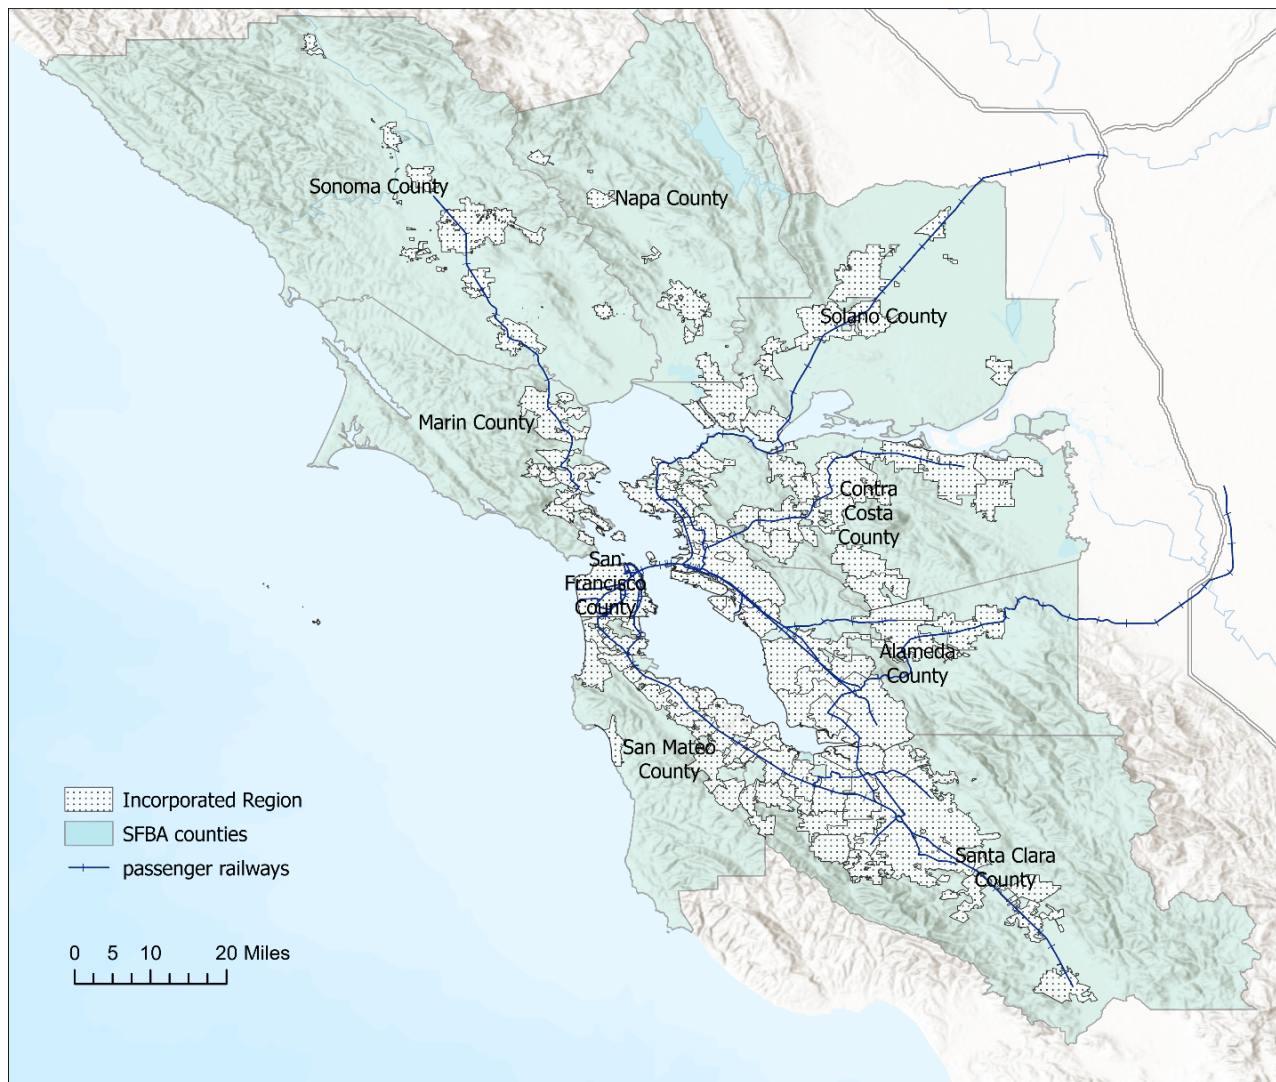 Sonoma County
Napa County
Solano County
Marin County
Contra
Costa
County
San
Francisco
County
Alameda
County
San Mateo
County
Santa Clara
County
Incorporated Region
SFBA counties
passenger railways
0 5 10 20 Miles